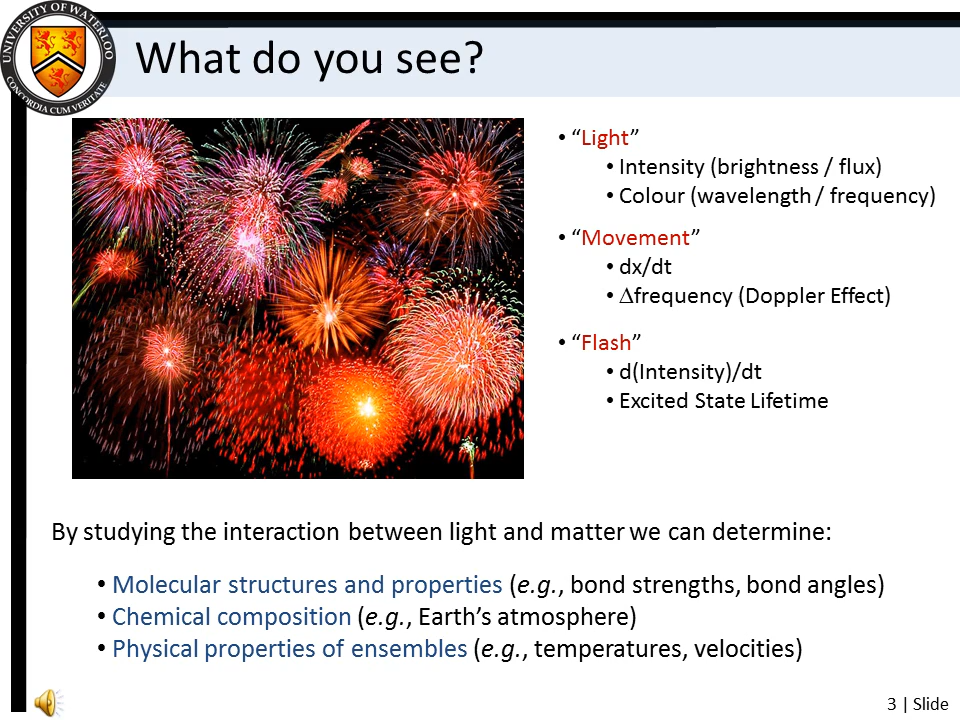 UNIVERSITY OF WATERLOO
CONCORDIA CUM VERITATE
What do you see?
• “Light”
• Intensity (brightness / flux)
• Colour (wavelength / frequency)
• “Movement”
• dx/dt
• Δfrequency (Doppler Effect)
• “Flash”
• d(Intensity)/dt
• Excited State Lifetime
By studying the interaction between light and matter we can determine:
• Molecular structures and properties (e.g., bond strengths, bond angles)
• Chemical composition (e.g., Earth’s atmosphere)
• Physical properties of ensembles (e.g., temperatures, velocities)
3 | Slide